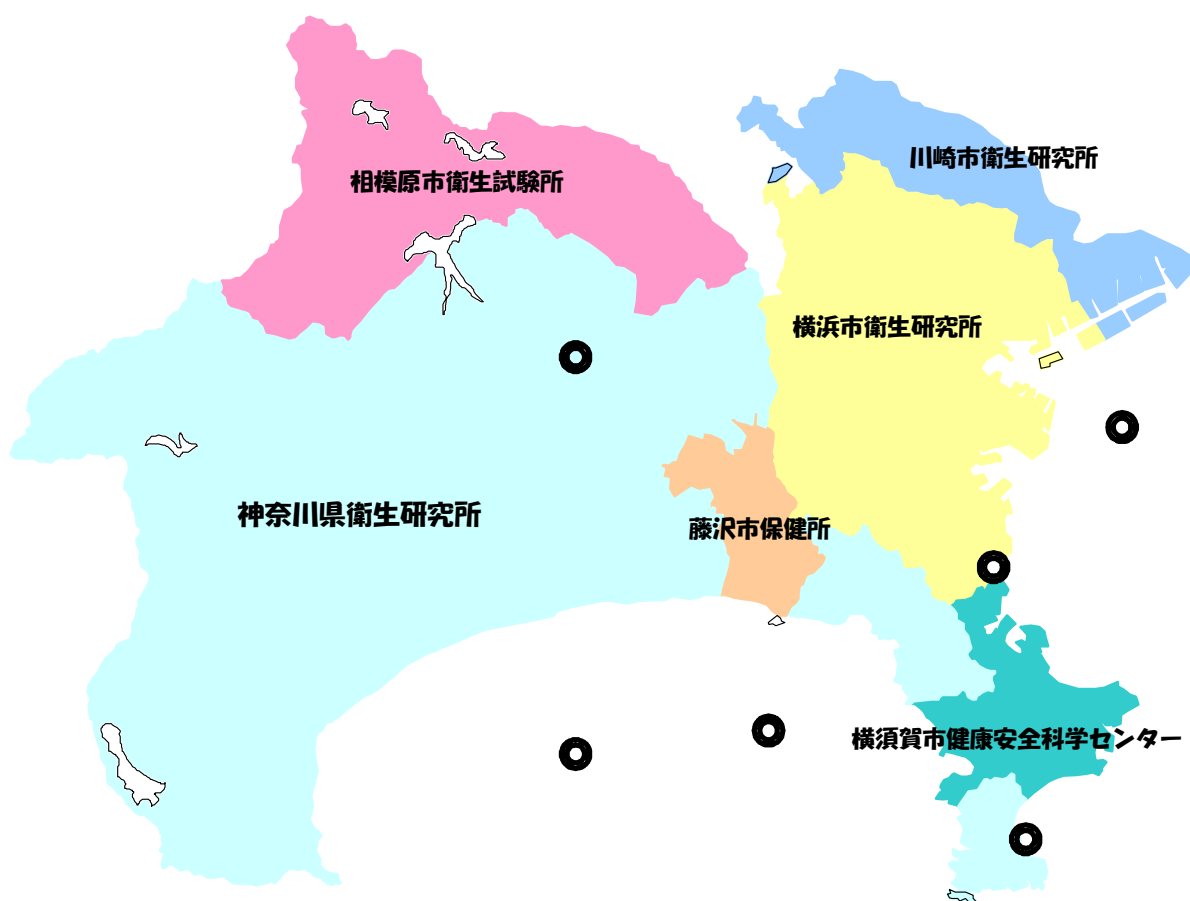 川崎市衛生研究所
相模原市衛生試験所
横浜市衛生研究所
神奈川県衛生研究所
藤沢市保健所
横須賀市健康安全科学センター